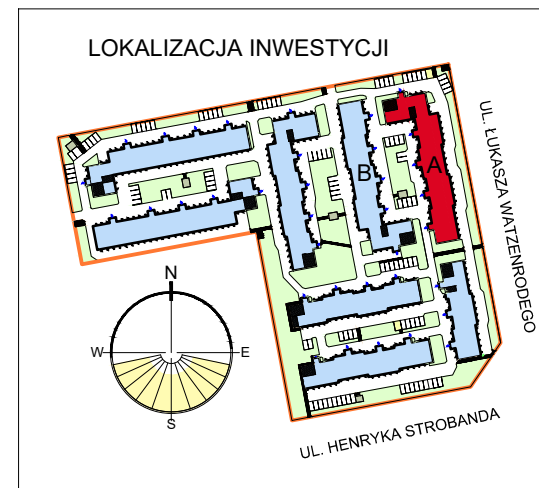 LOKALIZACJA INWESTYCJI
A
B
UL. ŁUKASZA WATZENRODEGO
N
W
E
S
UL. HENRYKA STROBANDA